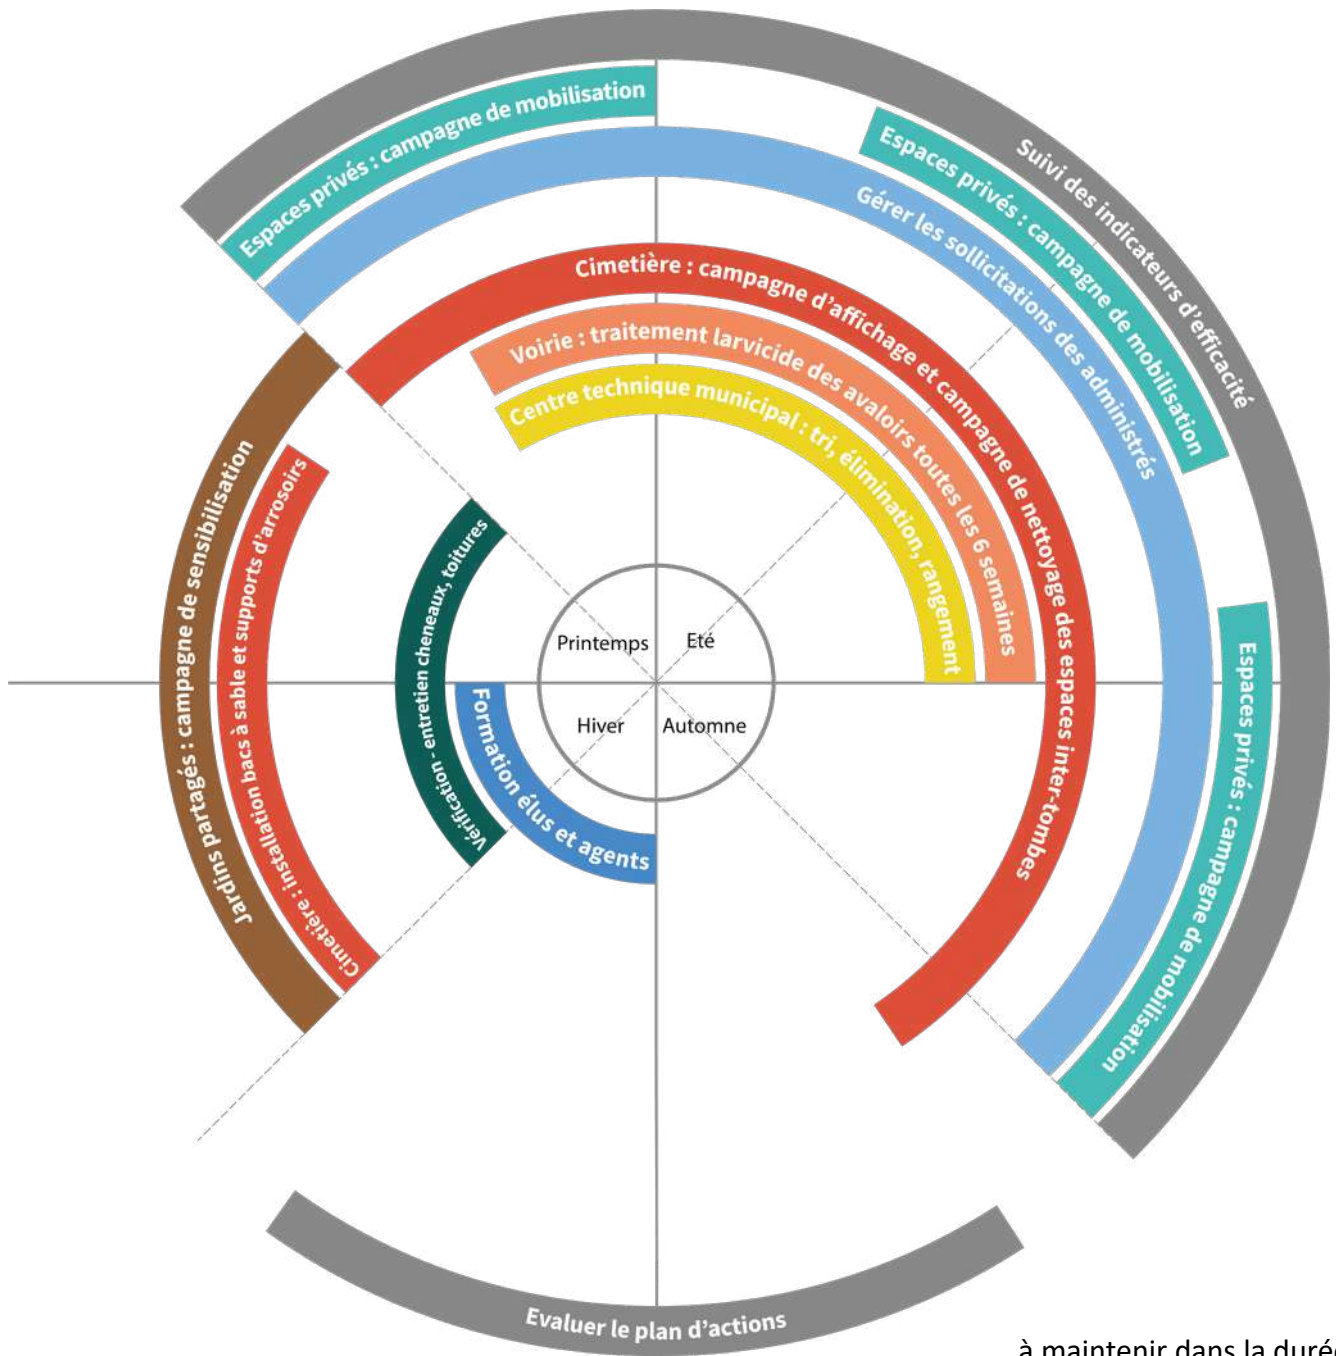 Suivi des indicateurs d'efficacité
Espaces privés : campagne de mobilisation
Espaces privés : campagne de mobilisation
Espaces privés : campagne de mobilisation
Gérer les sollicitations des administrés
Cimetière : campagne d'affichage et campagne de nettoyage des espaces inter-tombes
Voirie : traitement larvicide des avaloirs toutes les 6 semaines
Centre technique municipal : tri, élimination, rangement
Jardins partagés : campagne de sensibilisation
Cimetière : installation bacs à sable et supports d'arrosoirs
Vérification - entretien cheneaux, toitures
Formation élus et agents
Printemps
Eté
Hiver
Automne
Evaluer le plan d'actions
à maintenir dans la durée